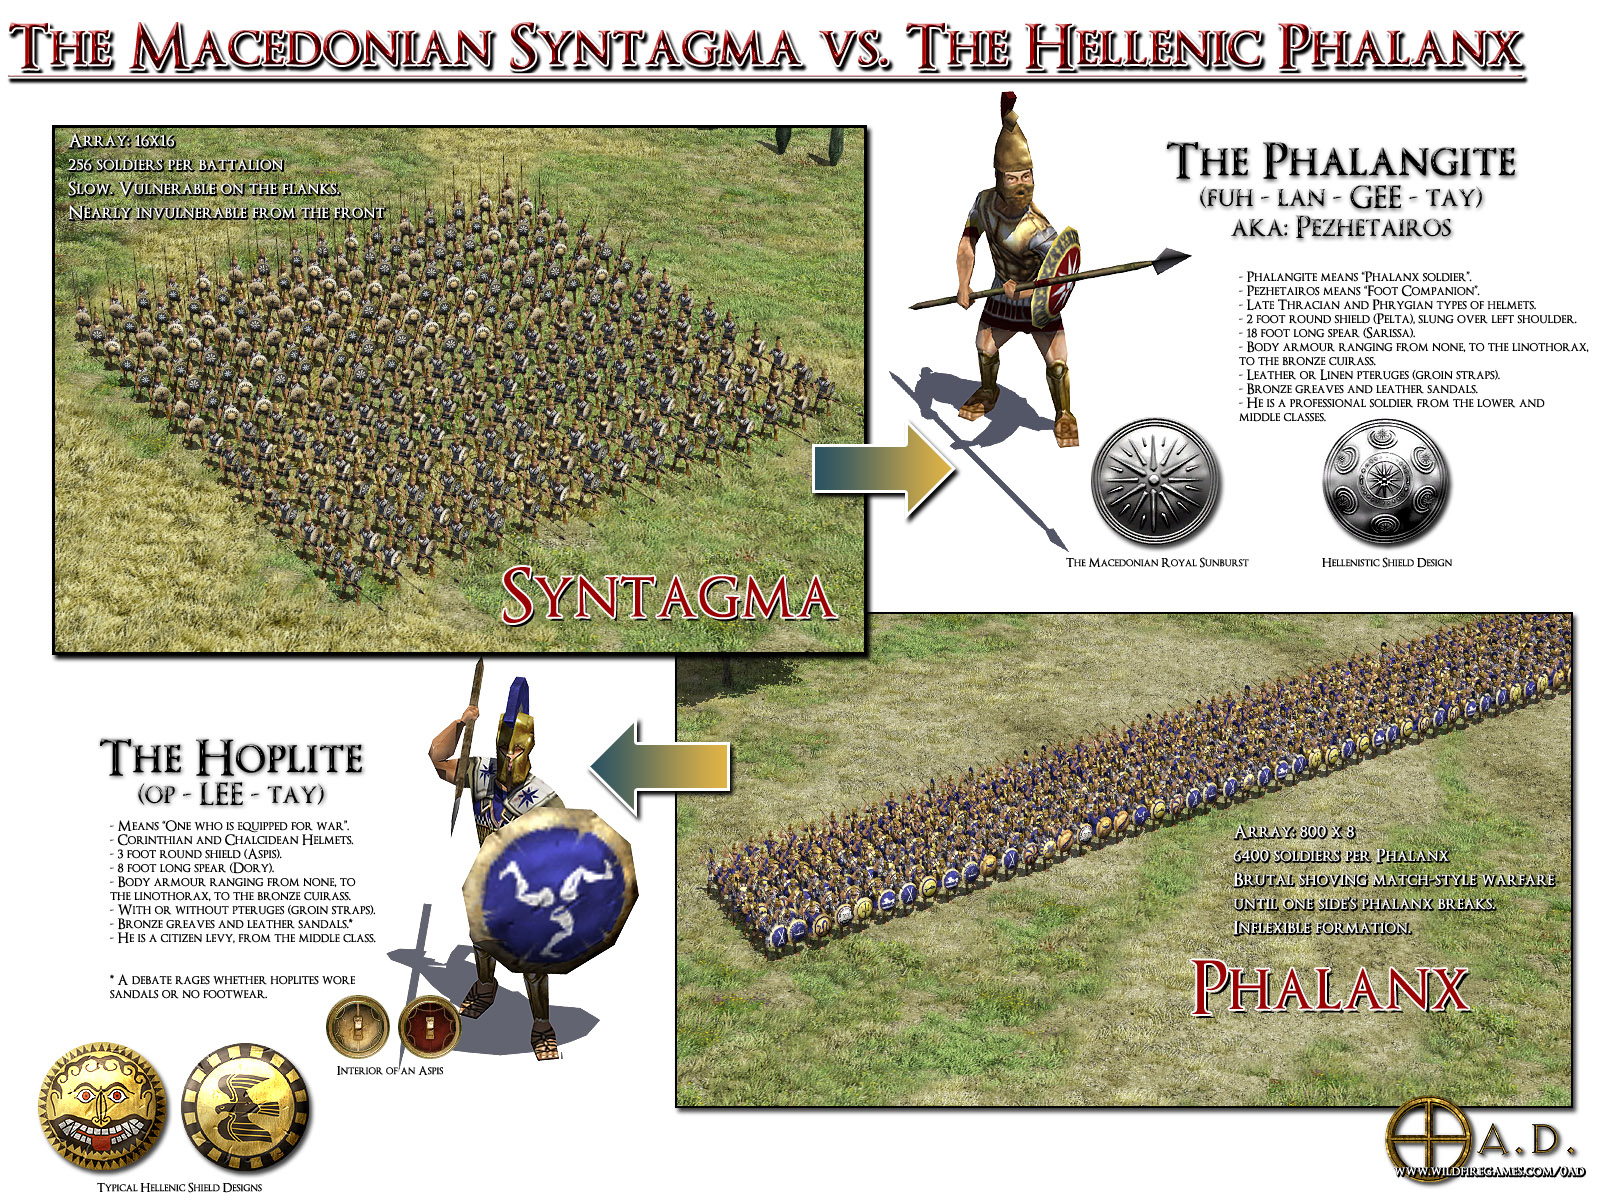 The Macedonian Syntagma vs. The Hellenic Phalanx
Array: 16x16
256 soldiers per battalion
Slow. Vulnerable on the flanks.
Nearly invulnerable from the front
Syntagma
The Phalangite
(fuh - lan - GEE - tay)
aka: Pezhetairos
- Phalangite means "Phalanx soldier".
- Pezhetairos means "Foot Companion".
- Late Thracian and Phrygian types of helmets.
- 2 foot round shield (Pelta), slung over left shoulder.
- 18 foot long spear (Sarissa).
- Body armour ranging from none, to the linothorax,
to the bronze cuirass.
- Leather or Linen pteruges (groin straps).
- Bronze greaves and leather sandals.
- He is a professional soldier from the lower and
middle classes.
The Macedonian Royal Sunburst
Hellenistic Shield Design
The Hoplite
(op - LEE - tay)
- Means "One who is equipped for war".
- Corinthian and Chalcidean Helmets.
- 3 foot round shield (Aspis).
- 8 foot long spear (Dory).
- Body armour ranging from none, to
the linothorax, to the bronze cuirass.
- With or without pteruges (groin straps).
- Bronze greaves and leather sandals.*
- He is a citizen levy, from the middle class.
* A debate rages whether hoplites wore
sandals or no footwear.
Interior of an Aspis
Typical Hellenic Shield Designs
Array: 800 x 8
6400 soldiers per Phalanx
Brutal shoving match-style warfare
until one side's phalanx breaks.
Inflexible formation.
Phalanx
0 A.D.
www.wildfiregames.com/0ad